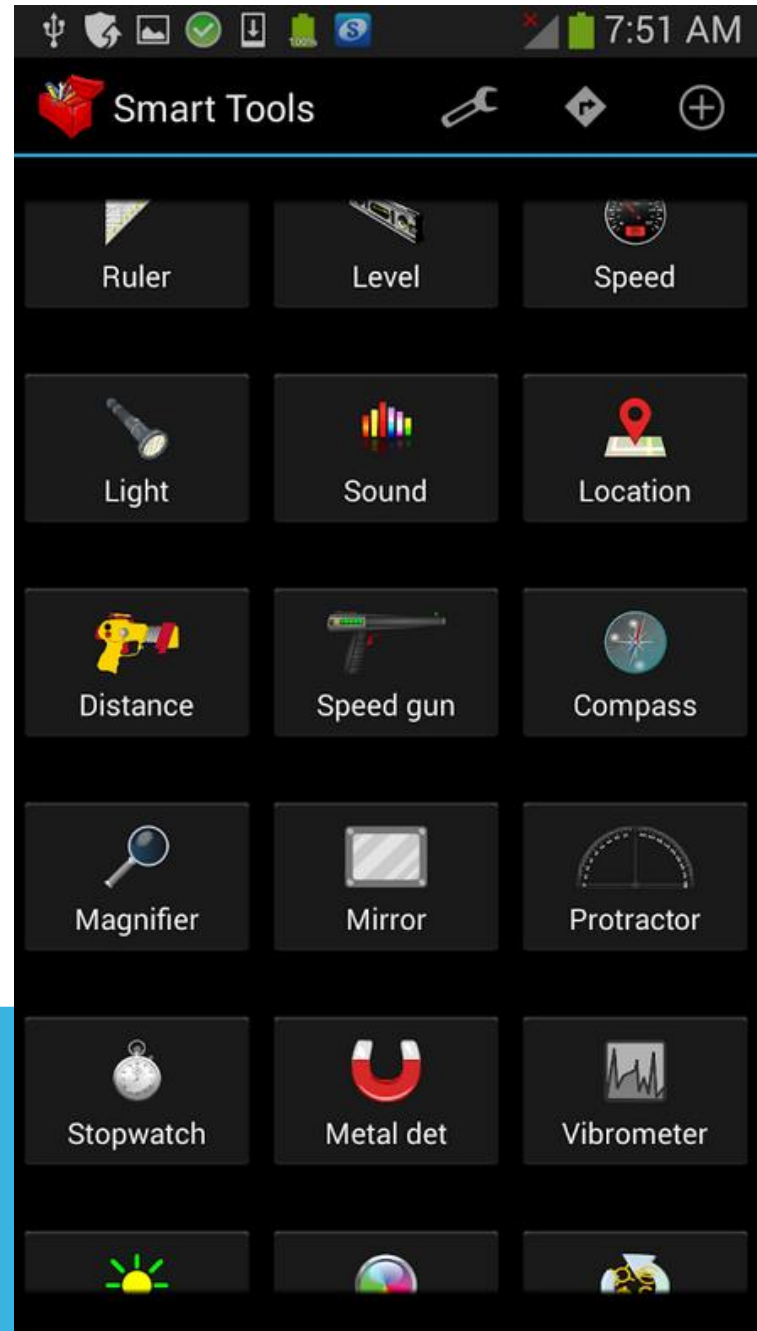 100%
7:51 AM
Smart Tools
Ruler Level Speed
Light Sound Location
Distance Speed gun Compass
Magnifier Mirror Protractor
Stopwatch Metal det Vibrometer